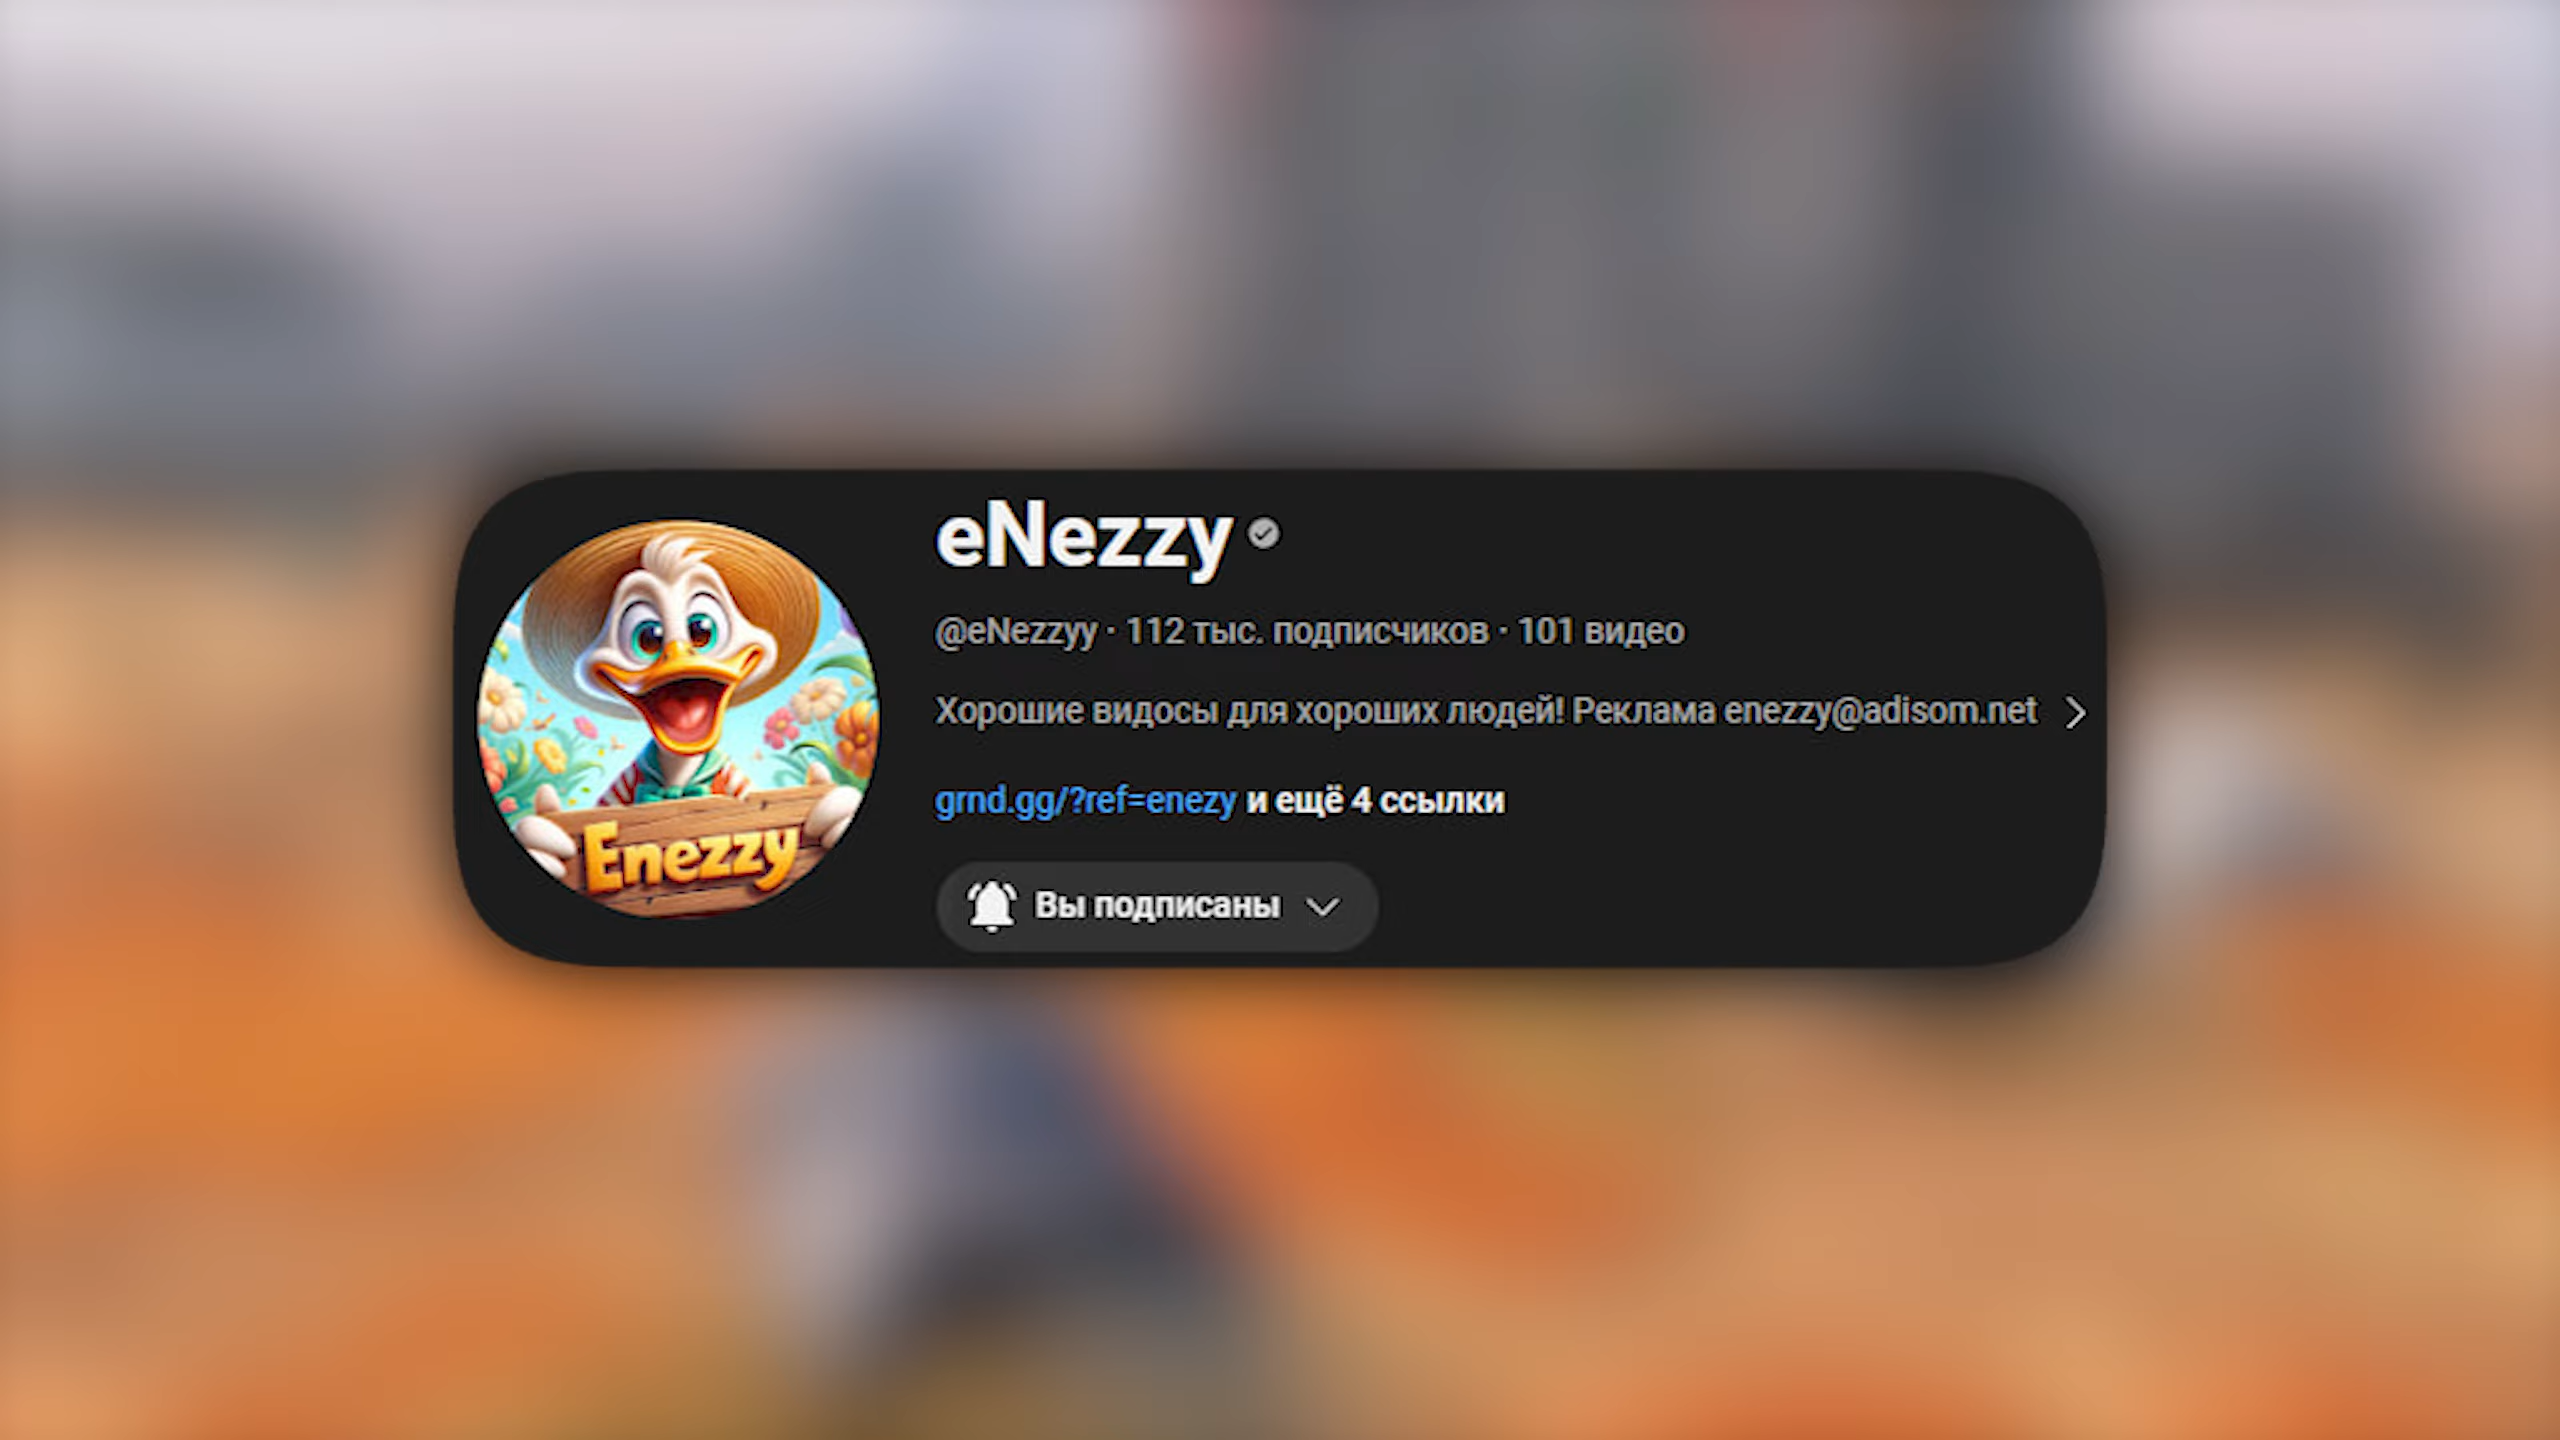 eNezzy
@eNezzyy · 112 тыс. подписчиков · 101 видео
Хорошие видосы для хороших людей! Реклама enezzy@adisom.net
grnd.gg/?ref=enezy и ещё 4 ссылки
Enezzy
Вы подписаны